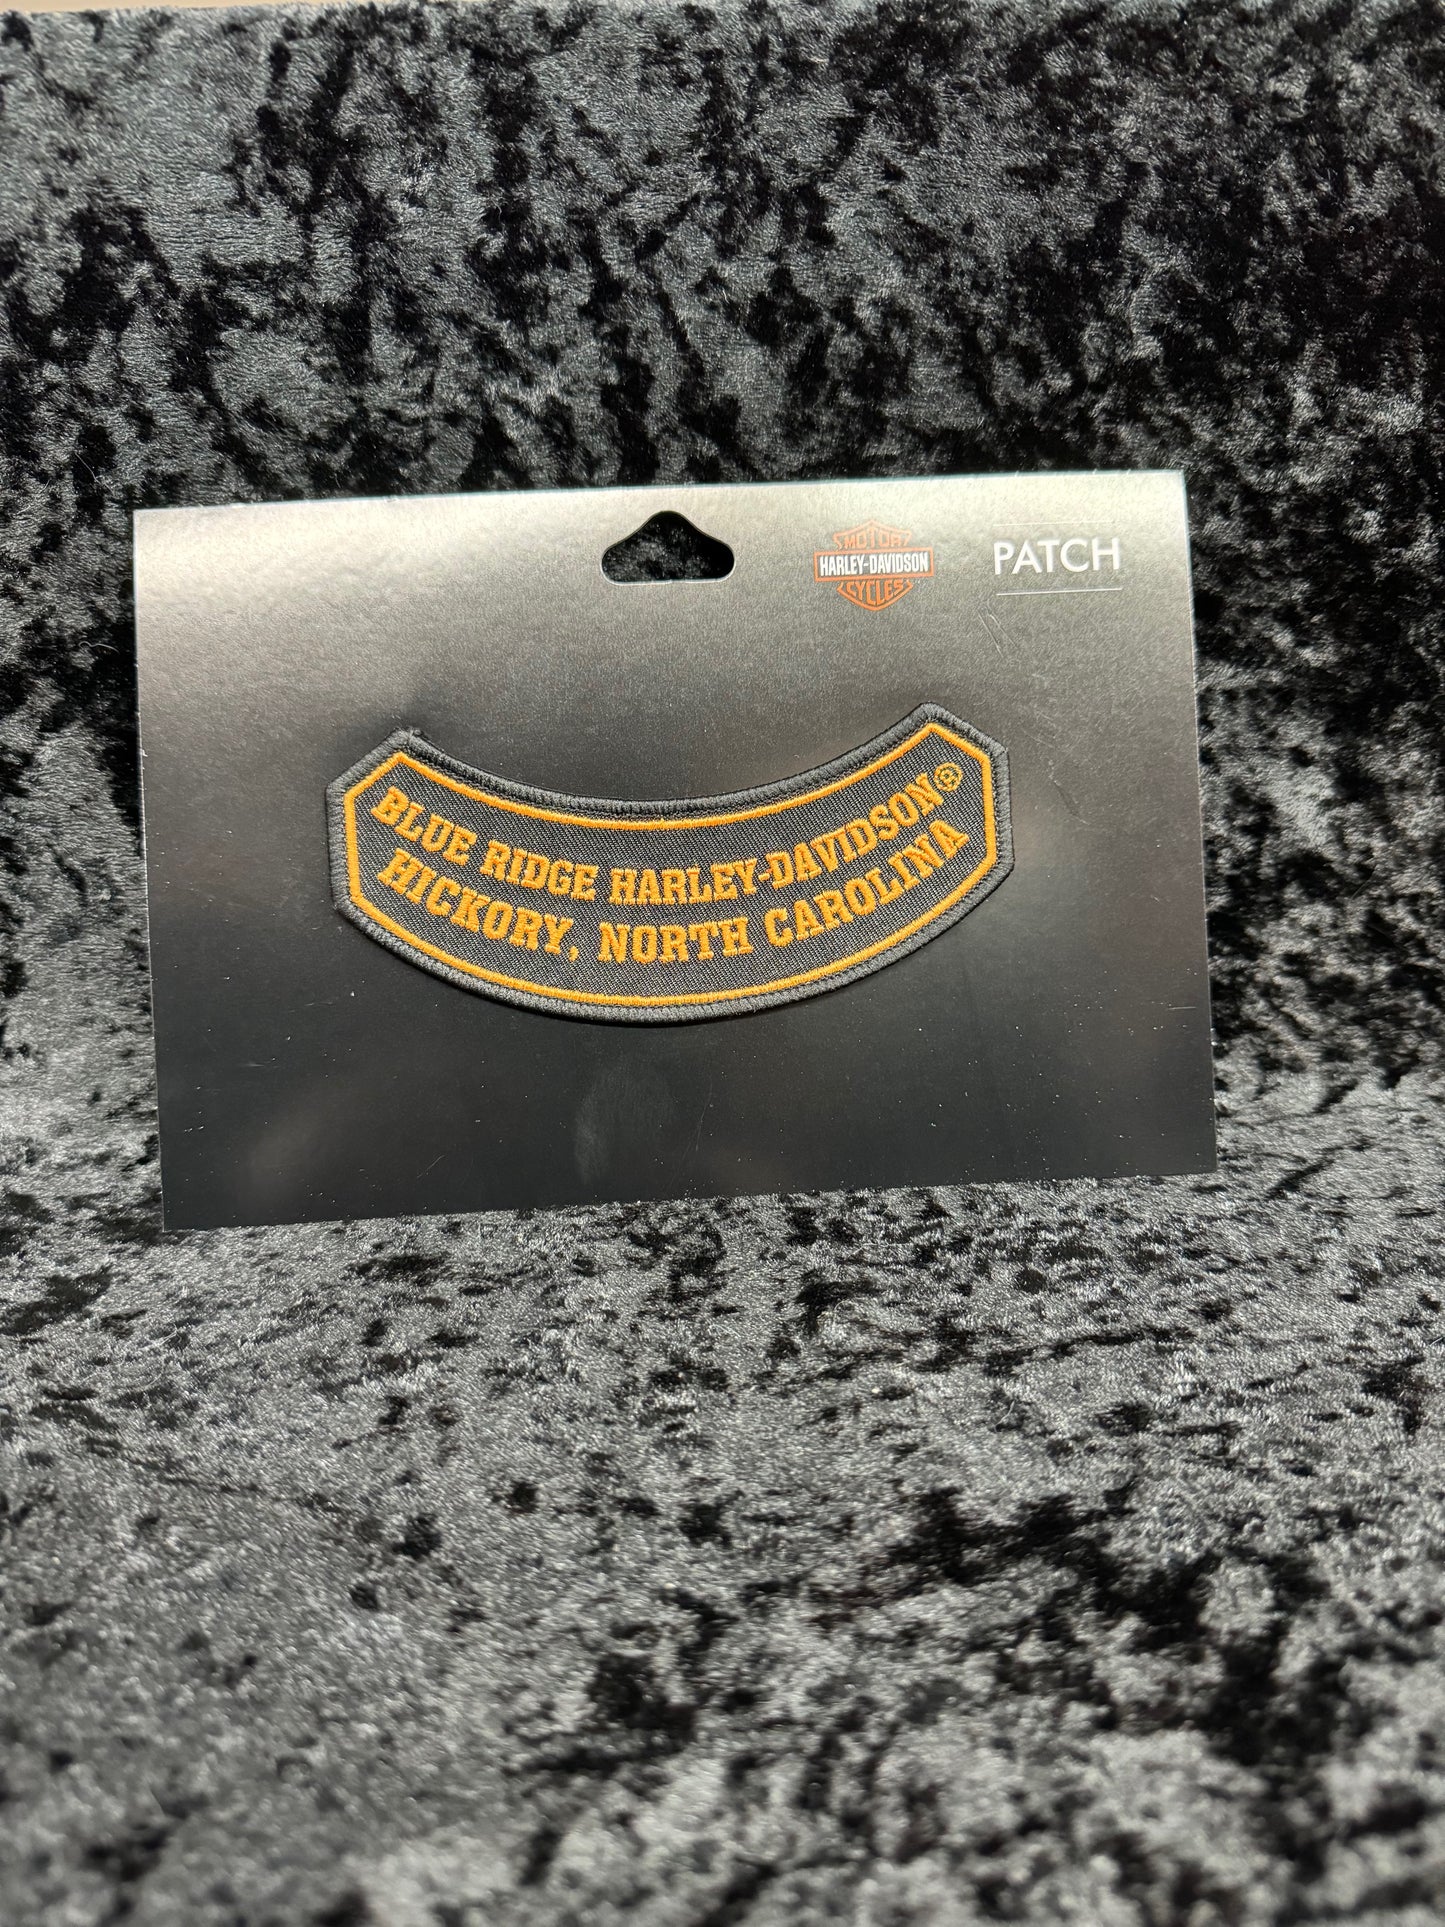 MOTOR
HARLEY-DAVIDSON
CYCLES
PATCH
BLUE RIDGE HARLEY-DAVIDSON®
HICKORY, NORTH CAROLINA